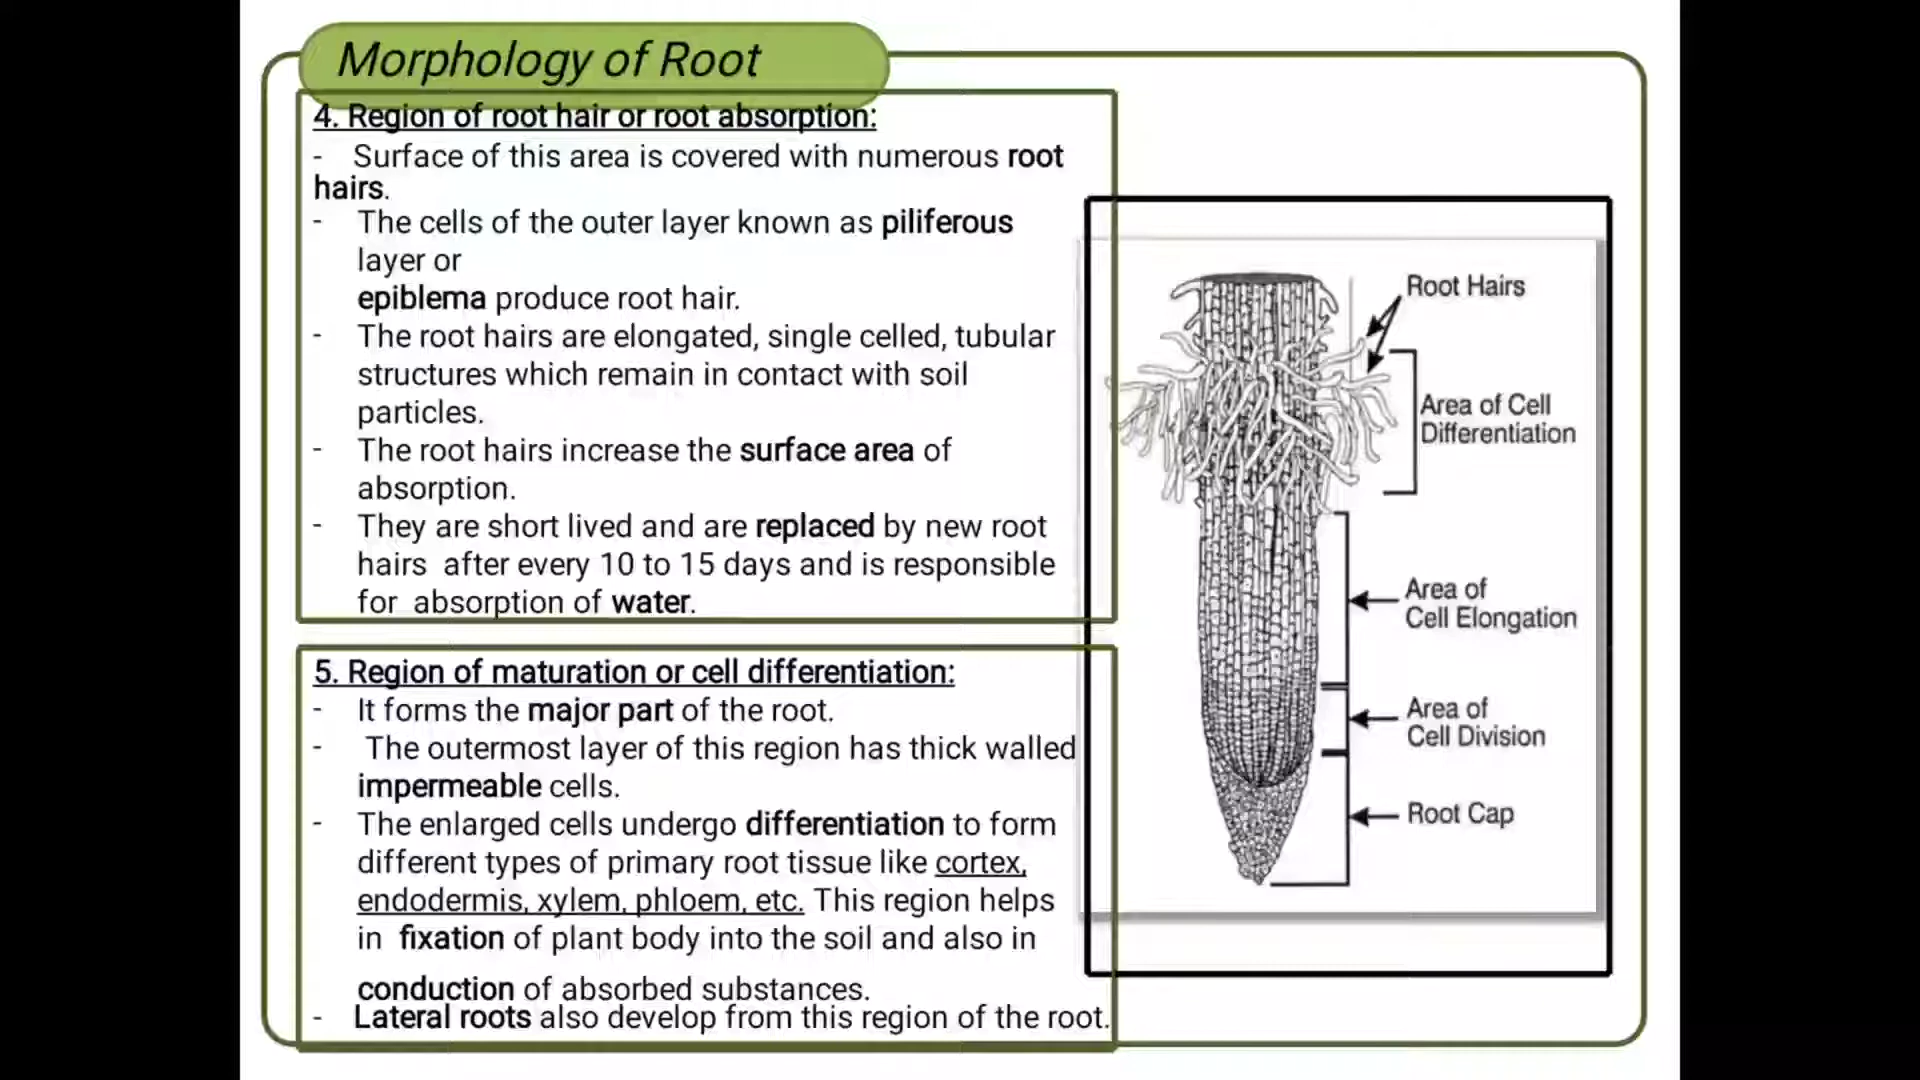 Morphology of Root
4. Region of root hair or root absorption:
- Surface of this area is covered with numerous root
hairs.
- The cells of the outer layer known as piliferous
layer or
epiblema produce root hair.
- The root hairs are elongated, single celled, tubular
structures which remain in contact with soil
particles.
- The root hairs increase the surface area of
absorption.
- They are short lived and are replaced by new root
hairs after every 10 to 15 days and is responsible
for absorption of water.
5. Region of maturation or cell differentiation:
- It forms the major part of the root.
- The outermost layer of this region has thick walled
impermeable cells.
- The enlarged cells undergo differentiation to form
different types of primary root tissue like cortex,
endodermis, xylem, phloem, etc. This region helps
in fixation of plant body into the soil and also in
conduction of absorbed substances.
- Lateral roots also develop from this region of the root.
Root Hairs
Area of Cell
Differentiation
Area of
Cell Elongation
Area of
Cell Division
Root Cap